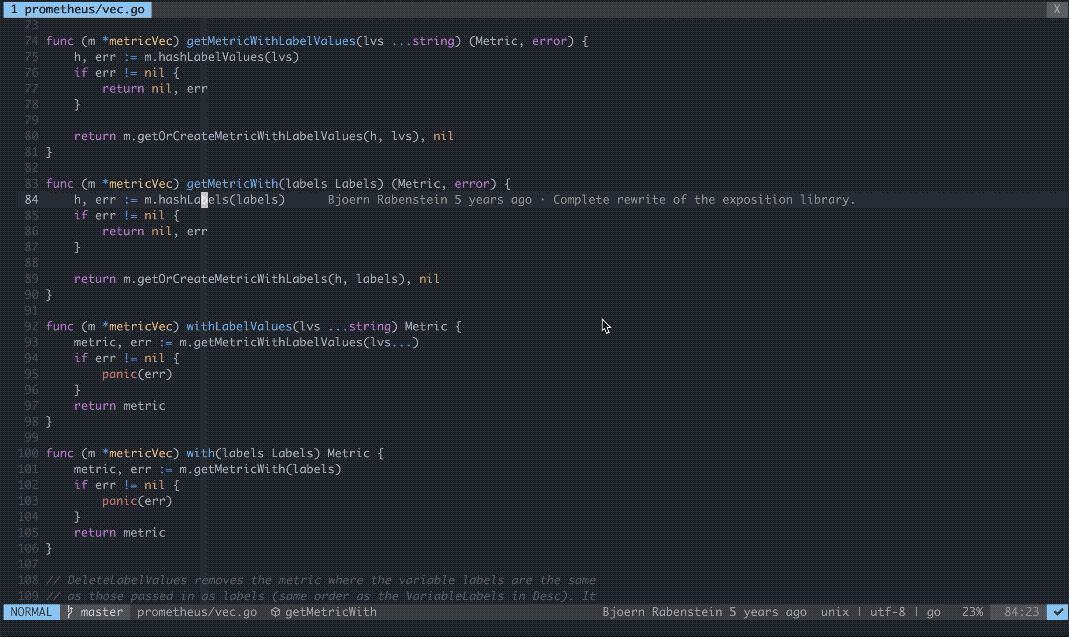 1 prometheus/vec.go X
73
74 func (m *metricVec) getMetricWithLabelValues(lvs ...string) (Metric, error) {
75     h, err := m.hashLabelValues(lvs)
76     if err != nil {
77         return nil, err
78     }
79
80     return m.getOrCreateMetricWithLabelValues(h, lvs), nil
81 }
82
83 func (m *metricVec) getMetricWith(labels Labels) (Metric, error) {
84     h, err := m.hashLabels(labels)      Bjoern Rabenstein 5 years ago · Complete rewrite of the exposition library.
85     if err != nil {
86         return nil, err
87     }
88
89     return m.getOrCreateMetricWithLabels(h, labels), nil
90 }
91
92 func (m *metricVec) withLabelValues(lvs ...string) Metric {
93     metric, err := m.getMetricWithLabelValues(lvs...)
94     if err != nil {
95         panic(err)
96     }
97     return metric
98 }
99
100 func (m *metricVec) with(labels Labels) Metric {
101     metric, err := m.getMetricWith(labels)
102     if err != nil {
103         panic(err)
104     }
105     return metric
106 }
107
108 // DeleteLabelValues removes the metric where the variable labels are the same
109 // as those passed in as labels (same order as the VariableLabels in Desc). It
NORMAL master prometheus/vec.go getMetricWith Bjoern Rabenstein 5 years ago unix | utf-8 | go 23% 84:23 ✔